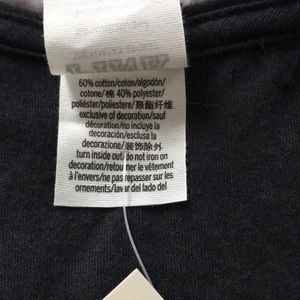 60% cotton/coton/algodón/
cotone/棉 40% polyester/
poliéster/poliestere/聚酯纤维
exclusive of decoration/sauf
décoration/no incluye la
decoración/esclusa la
decorazione/装饰除外
turn inside out/do not iron on
decoration/retourner le vêtement
à l'envers/ne pas repasser sur les
ornements/lavar del lado del